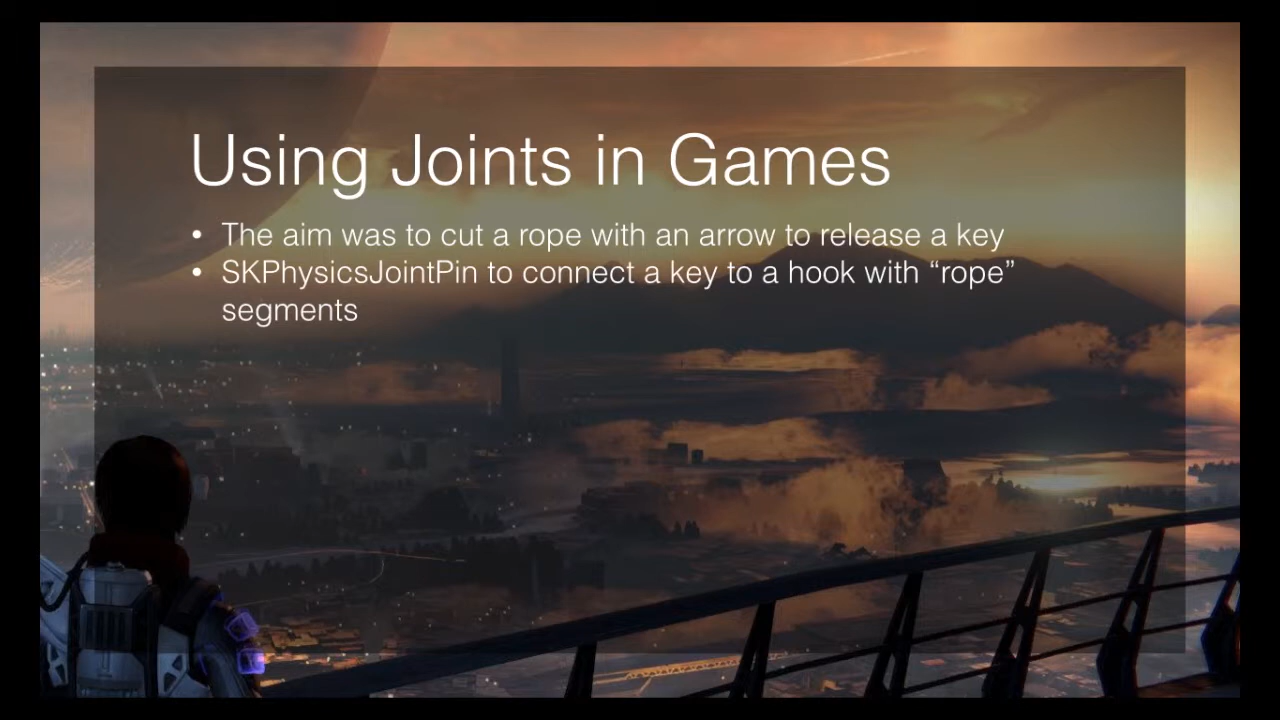 Using Joints in Games
• The aim was to cut a rope with an arrow to release a key
• SKPhysicsJointPin to connect a key to a hook with “rope”
segments